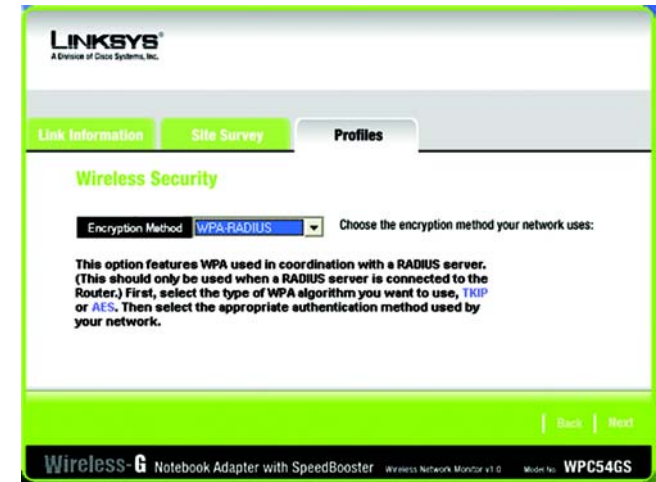 LINKSYS®
A Division of Cisco Systems, Inc.
Link Information
Site Survey
Profiles
Wireless Security
Encryption Method WPA-RADIUS Choose the encryption method your network uses:
This option features WPA used in coordination with a RADIUS server.
(This should only be used when a RADIUS server is connected to the
Router.) First, select the type of WPA algorithm you want to use, TKIP
or AES. Then select the appropriate authentication method used by
your network.
Back | Next
Wireless-G Notebook Adapter with SpeedBooster Wireless Network Monitor v1.0 Model No. WPC54GS